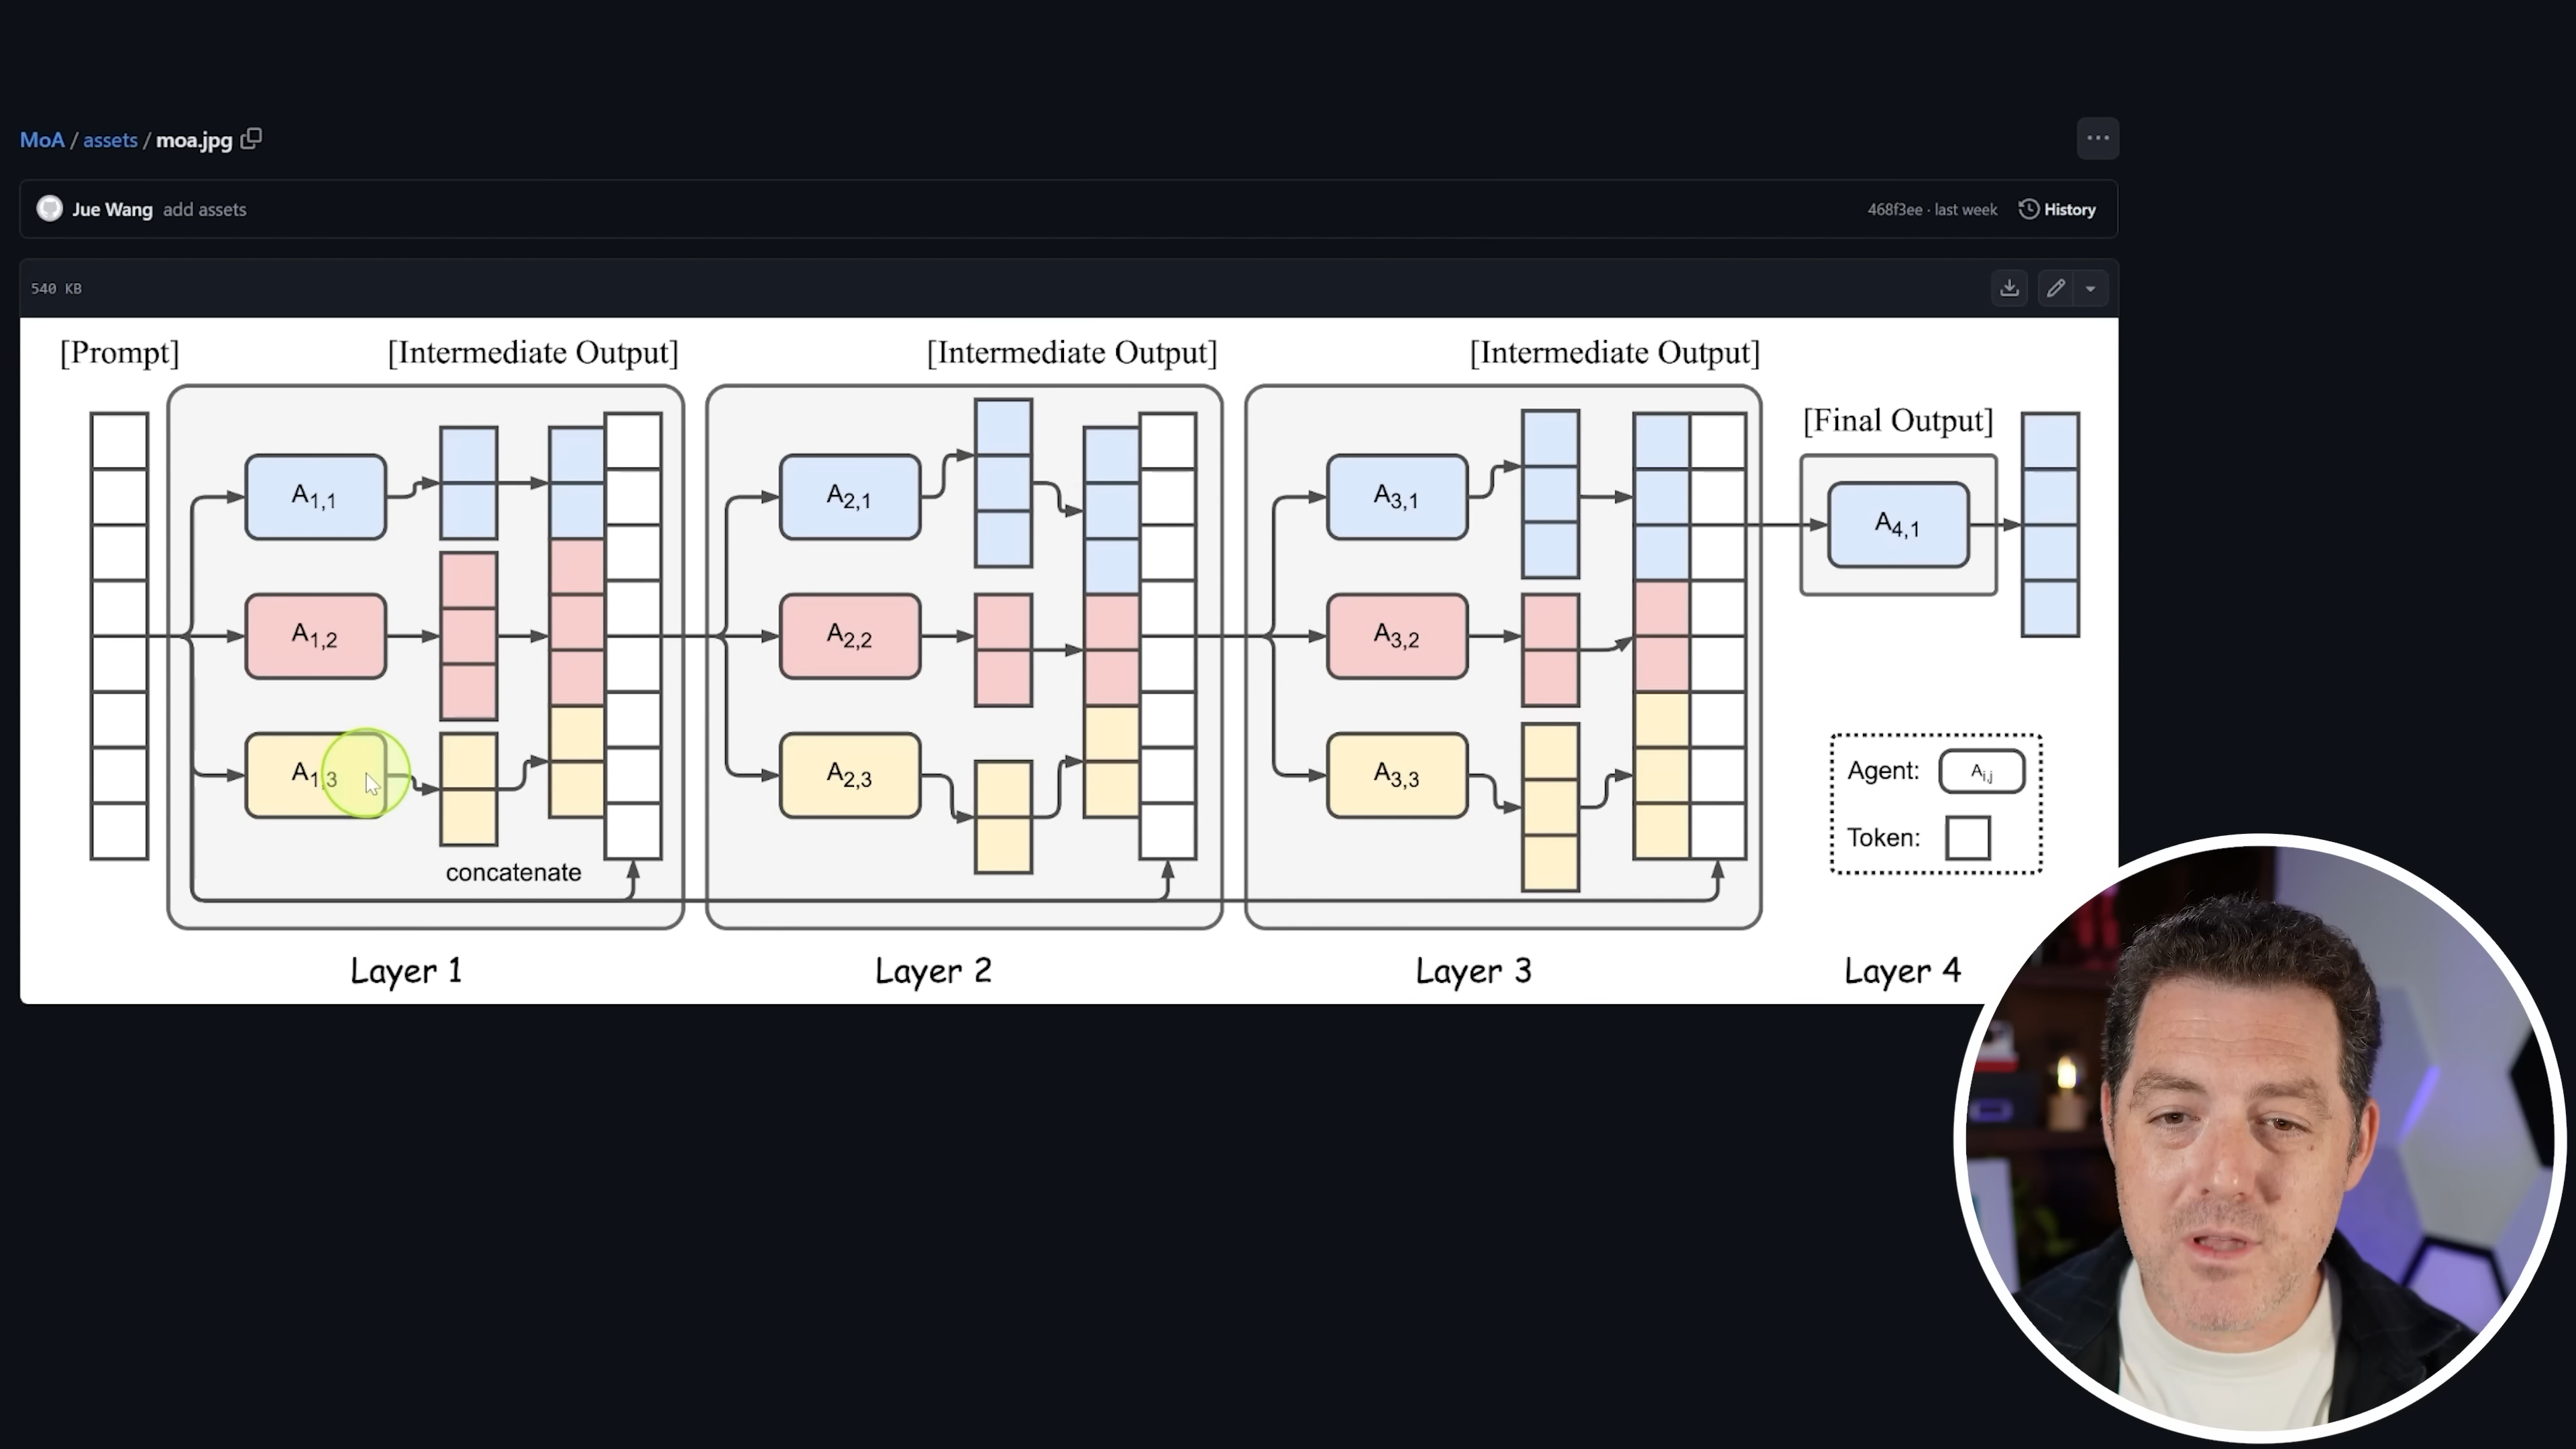 MoA / assets / moa.jpg
Jue Wang add assets
468f3ee · last week History
540 KB
[Prompt]
[Intermediate Output]
[Intermediate Output]
[Intermediate Output]
[Final Output]
A1,1
A1,2
A1,3
concatenate
A2,1
A2,2
A2,3
A3,1
A3,2
A3,3
A4,1
Agent: Ai,j
Token:
Layer 1
Layer 2
Layer 3
Layer 4